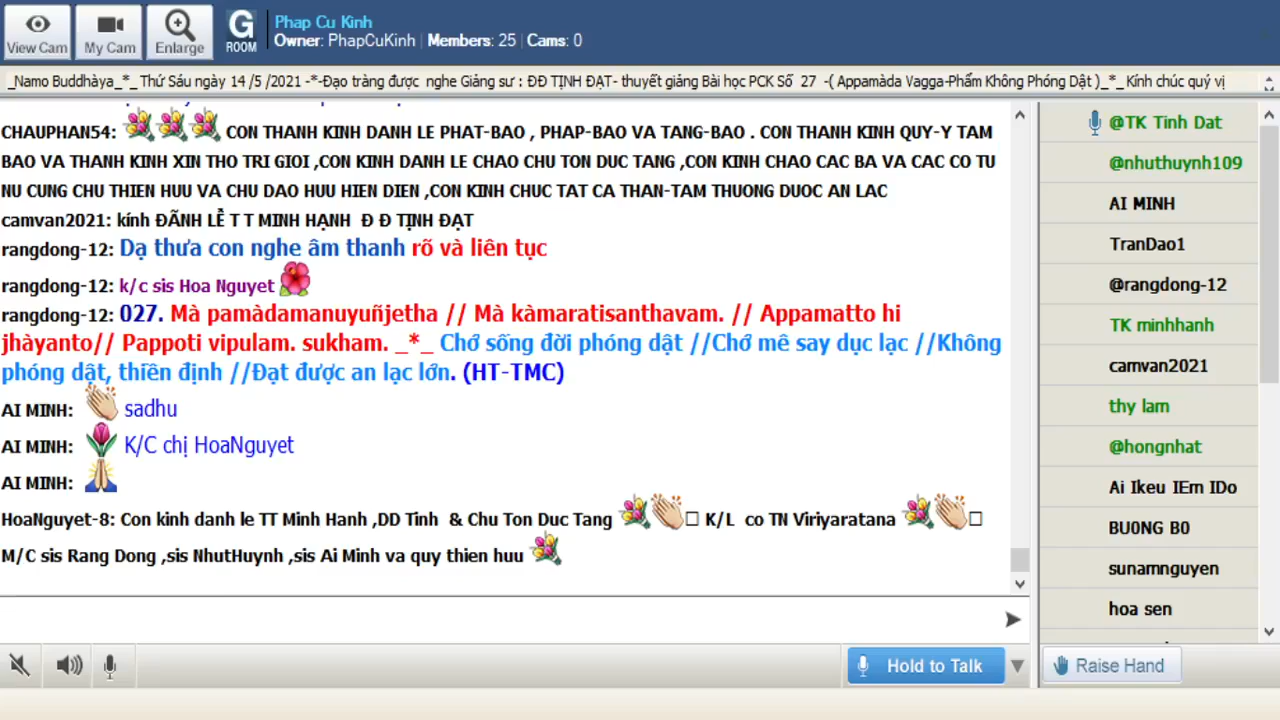 View Cam
My Cam
Enlarge
G
ROOM
Phap Cu Kinh
Owner: PhapCuKinh | Members: 25 | Cams: 0
_Namo Buddhàya_*_ Thứ Sáu ngày 14 /5 /2021 -*-Đạo tràng được nghe Giảng sư : ĐĐ TỊNH ĐẠT- thuyết giảng Bài học PCK Số 27 -( Appamàda Vagga-Phẩm Không Phóng Dật )_*_ Kính chúc quý vị
CHAUPHAN54: CON THANH KINH DANH LE PHAT-BAO , PHAP-BAO VA TANG-BAO . CON THANH KINH QUY-Y TAM
BAO VA THANH KINH XIN THO TRI GIOI ,CON KINH DANH LE CHAO CHU TON DUC TANG ,CON KINH CHAO CAC BA VA CAC CO TU
NU CUNG CHU THIEN HUU VA CHU DAO HUU HIEN DIEN ,CON KINH CHUC TAT CA THAN-TAM THUONG DUOC AN LAC
camvan2021: kính ĐÃNH LỄ T T MINH HẠNH Đ Đ TỊNH ĐẠT
rangdong-12: Dạ thưa con nghe âm thanh rõ và liên tục
rangdong-12: k/c sis Hoa Nguyet
rangdong-12: 027. Mà pamàdamanuyuñjetha // Mà kàmaratisanthavam. // Appamatto hi
jhàyanto// Pappoti vipulam. sukham. _*_ Chớ sống đời phóng dật //Chớ mê say dục lạc //Không
phóng dật, thiền định //Đạt được an lạc lớn. (HT-TMC)
AI MINH: sadhu
AI MINH: K/C chị HoaNguyet
AI MINH:
HoaNguyet-8: Con kinh danh le TT Minh Hanh ,DD Tinh & Chu Ton Duc Tang K/L co TN Viriyaratana
M/C sis Rang Dong ,sis NhutHuynh ,sis Ai Minh va quy thien huu
@TK Tinh Dat
@nhuthuynh109
AI MINH
TranDao1
@rangdong-12
TK minhhanh
camvan2021
thy lam
@hongnhat
Ai Ikeu IEm IDo
BU0NG B0
sunamnguyen
hoa sen
Hold to Talk
Raise Hand